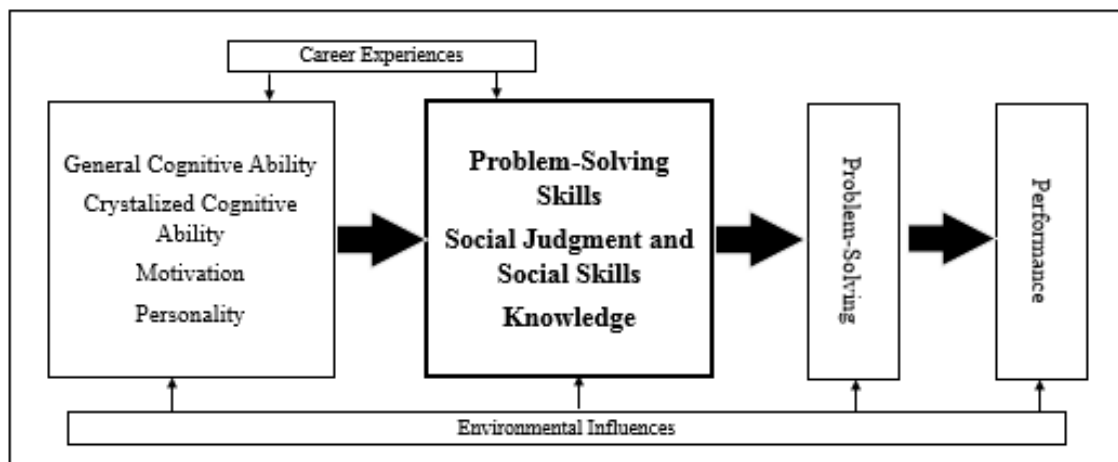 Career Experiences
General Cognitive Ability
Crystalized Cognitive
Ability
Motivation
Personality
Problem-Solving
Skills
Social Judgment and
Social Skills
Knowledge
Problem-Solving
Performance
Environmental Influences